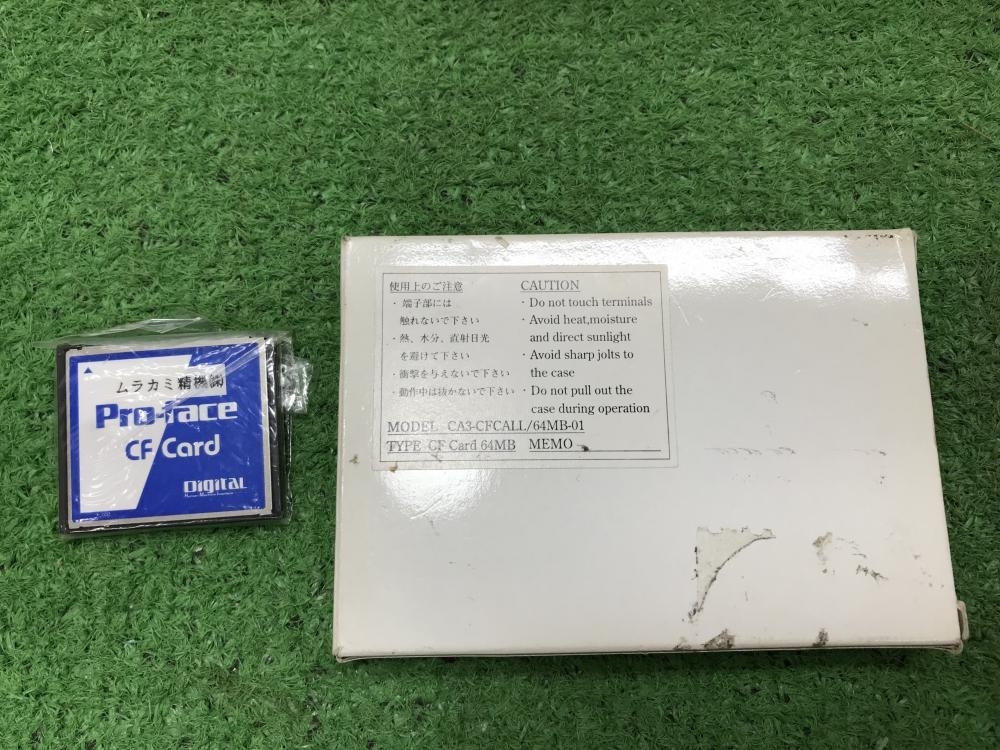 ムラカミ精機㈱
Pro-face
CF Card
Digital
Human Machine Interface
使用上のご注意
・端子部には
触れないで下さい
・熱、水分、直射日光
を避けて下さい
・衝撃を与えないで下さい
・動作中は抜かないで下さい
CAUTION
・Do not touch terminals
・Avoid heat,moisture
and direct sunlight
・Avoid sharp jolts to
the case
・Do not pull out the
case during operation
MODEL CA3-CFCALL/64MB-01
TYPE CF Card 64MB MEMO